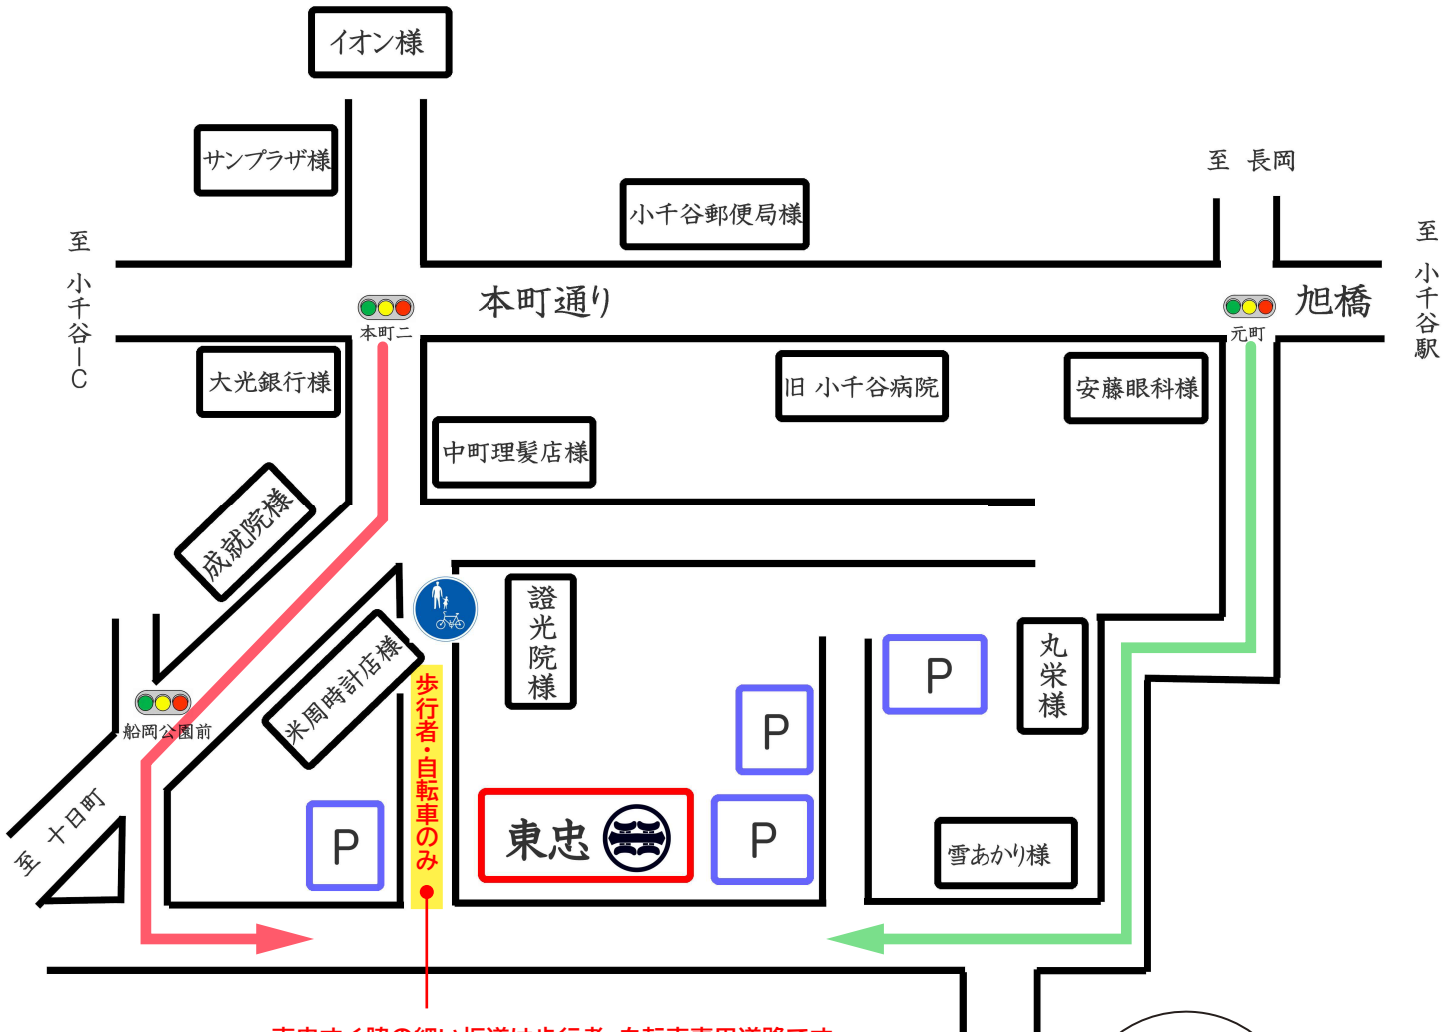 イオン様
サンプラザ様
至 長岡
小千谷郵便局様
至 小千谷IC
至 小千谷駅
本町通り
旭橋
本町二
元町
大光銀行様
旧 小千谷病院
安藤眼科様
中町理髪店様
成就院様
證光院様
丸栄様
米周時計店様
P
歩行者・自転車のみ
P
船岡公園前
至 十日町
P
東忠
P
雪あかり様